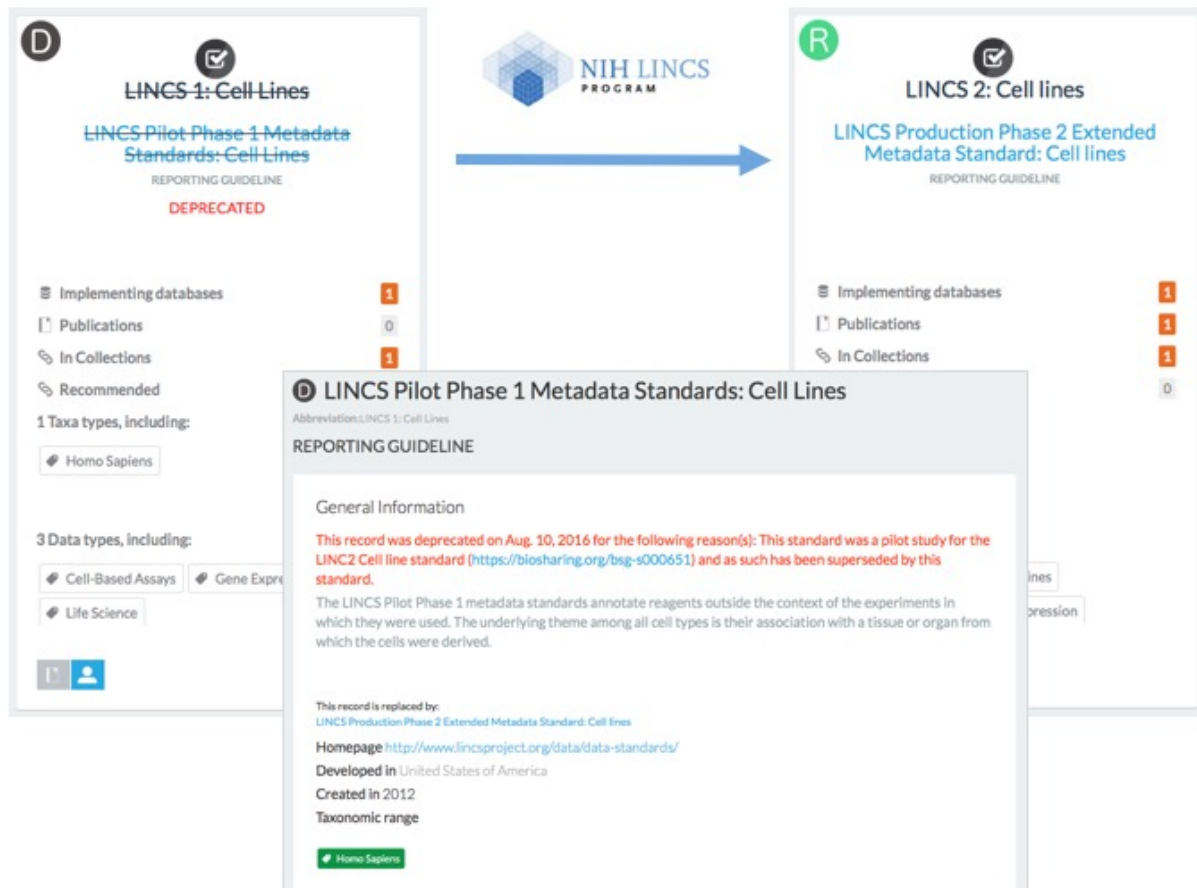 D
LINCS 1: Cell Lines
LINCS Pilot Phase 1 Metadata
Standards: Cell Lines
REPORTING GUIDELINE
DEPRECATED
Implementing databases 1
Publications 0
In Collections 1
Recommended
1 Taxa types, including:
Homo Sapiens
3 Data types, including:
Cell-Based Assays Gene Expre
Life Science
NIH LINCS
PROGRAM
R
LINCS 2: Cell lines
LINCS Production Phase 2 Extended
Metadata Standard: Cell lines
REPORTING GUIDELINE
Implementing databases 1
Publications 1
In Collections 1
0
ines
pression
D LINCS Pilot Phase 1 Metadata Standards: Cell Lines
Abbreviation:LINCS 1: Cell Lines
REPORTING GUIDELINE
General Information
This record was deprecated on Aug. 10, 2016 for the following reason(s): This standard was a pilot study for the
LINC2 Cell line standard (https://biosharing.org/bsg-s000651) and as such has been superseded by this
standard.
The LINCS Pilot Phase 1 metadata standards annotate reagents outside the context of the experiments in
which they were used. The underlying theme among all cell types is their association with a tissue or organ from
which the cells were derived.
This record is replaced by:
LINCS Production Phase 2 Extended Metadata Standard: Cell lines
Homepage http://www.lincsproject.org/data/data-standards/
Developed in United States of America
Created in 2012
Taxonomic range
Homo Sapiens